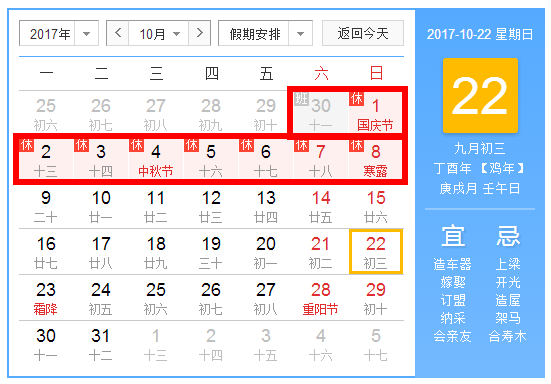 2017年 < 10月 > 假期安排 返回今天
一 二 三 四 五 六 日
25 26 27 28 29 班 30 休 1
初六 初七 初八 初九 初十 十一 国庆节
休 2 休 3 休 4 休 5 休 6 休 7 休 8
十三 十四 中秋节 十六 十七 十八 寒露
9 10 11 12 13 14 15
二十 廿一 廿二 廿三 廿四 廿五 廿六
16 17 18 19 20 21 22
廿七 廿八 廿九 三十 初一 初二 初三
23 24 25 26 27 28 29
霜降 初五 初六 初七 初八 重阳节 初十
30 31 1 2 3 4 5
十一 十二 十三 十四 十五 十六 十七
2017-10-22 星期日
22
九月初三
丁酉年 【鸡年】
庚戌月 壬午日
宜 忌
造车器 上梁
嫁娶 开光
订盟 造屋
纳采 架马
会亲友 合寿木